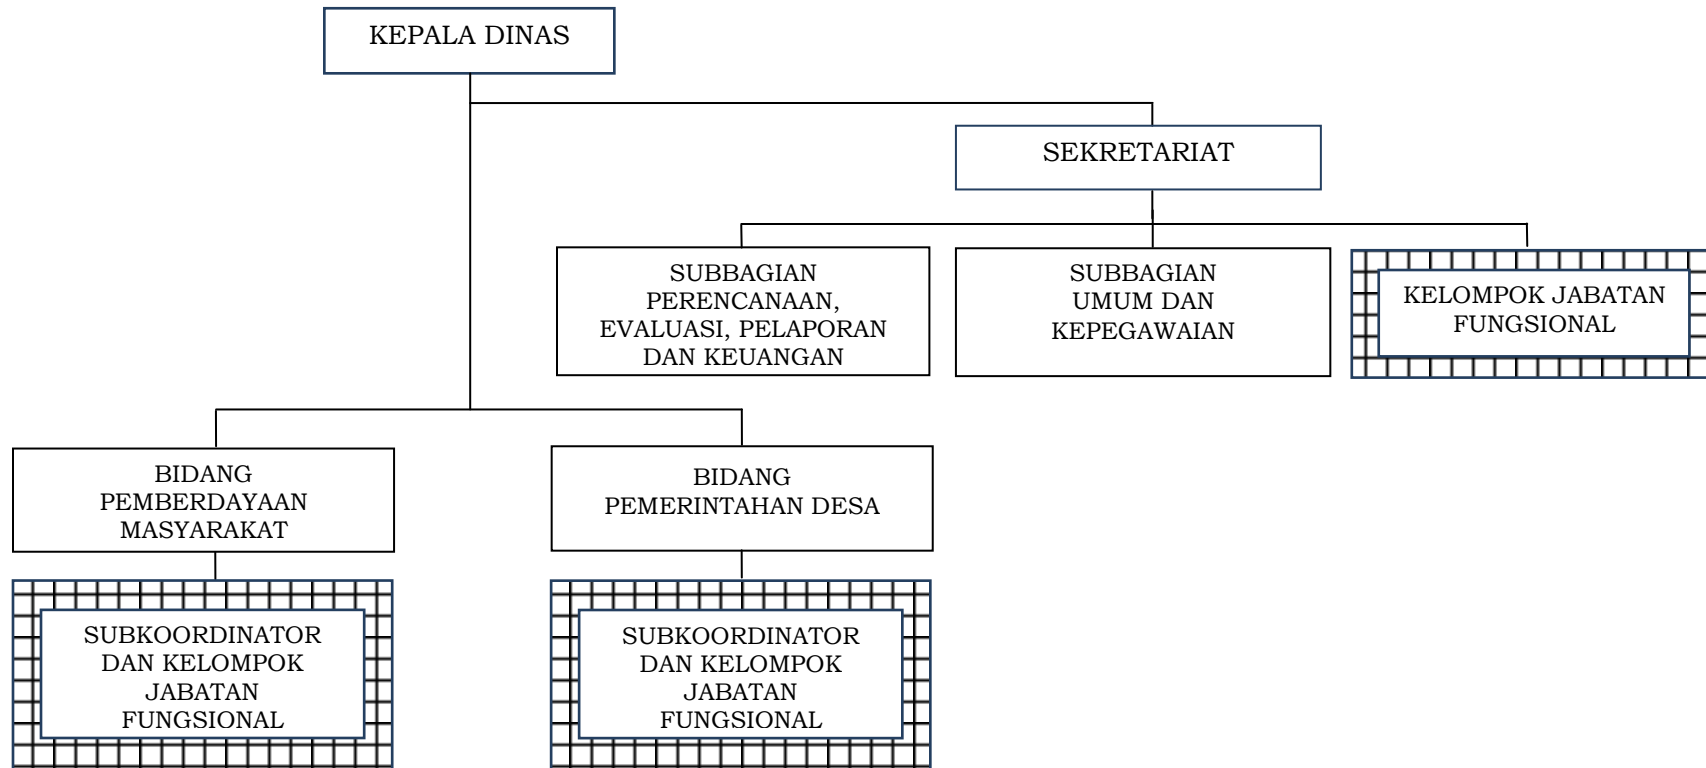 KEPALA DINAS
SEKRETARIAT
SUBBAGIAN
PERENCANAAN,
EVALUASI, PELAPORAN
DAN KEUANGAN
SUBBAGIAN
UMUM DAN
KEPEGAWAIAN
KELOMPOK JABATAN
FUNGSIONAL
BIDANG
PEMBERDAYAAN
MASYARAKAT
BIDANG
PEMERINTAHAN DESA
SUBKOORDINATOR
DAN KELOMPOK
JABATAN
FUNGSIONAL
SUBKOORDINATOR
DAN KELOMPOK
JABATAN
FUNGSIONAL